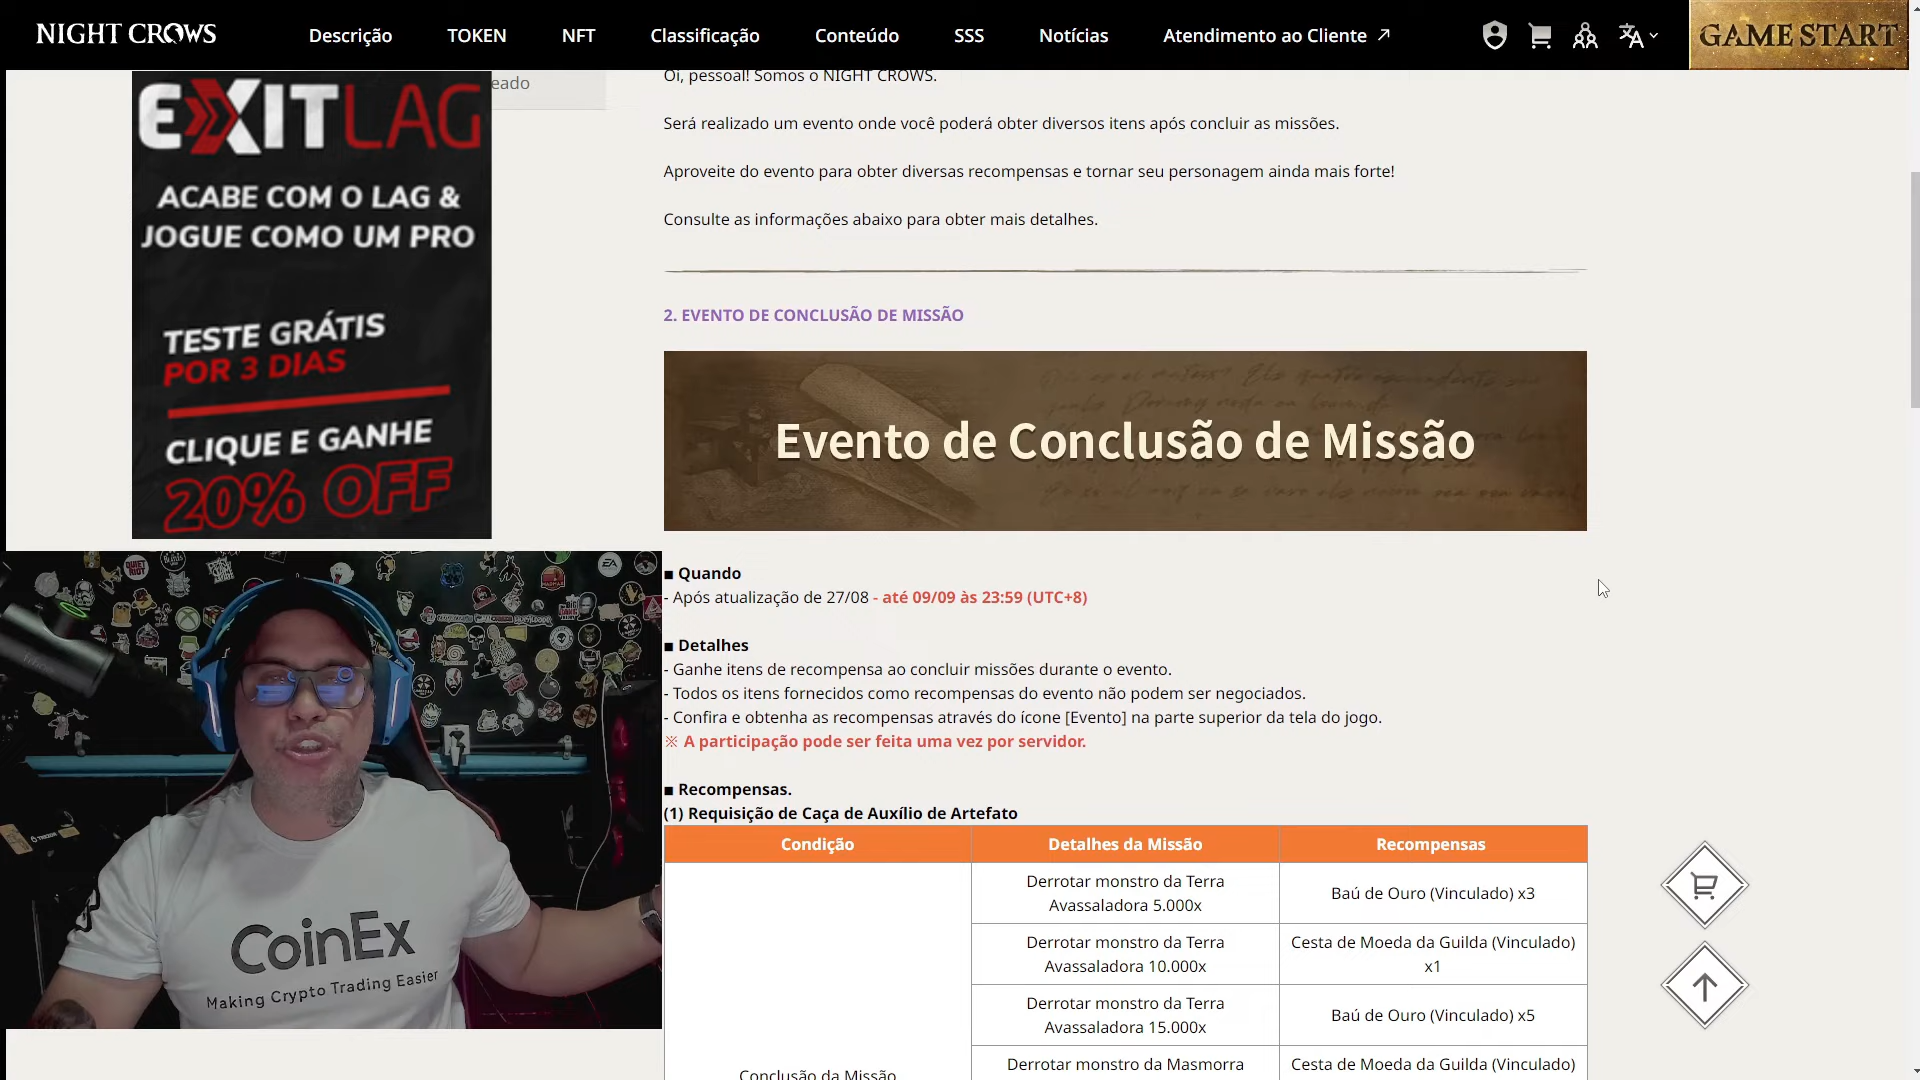 NIGHT CROWS
Descrição
TOKEN
NFT
Classificação
Conteúdo
SSS
Notícias
Atendimento ao Cliente
GAME START
eado
EXITLAG
ACABE COM O LAG &
JOGUE COMO UM PRO
TESTE GRÁTIS
POR 3 DIAS
CLIQUE E GANHE
20% OFF
Oi, pessoal! Somos o NIGHT CROWS.
Será realizado um evento onde você poderá obter diversos itens após concluir as missões.
Aproveite do evento para obter diversas recompensas e tornar seu personagem ainda mais forte!
Consulte as informações abaixo para obter mais detalhes.
2. EVENTO DE CONCLUSÃO DE MISSÃO
Evento de Conclusão de Missão
■ Quando
- Após atualização de 27/08 - até 09/09 às 23:59 (UTC+8)
■ Detalhes
- Ganhe itens de recompensa ao concluir missões durante o evento.
- Todos os itens fornecidos como recompensas do evento não podem ser negociados.
- Confira e obtenha as recompensas através do ícone [Evento] na parte superior da tela do jogo.
※ A participação pode ser feita uma vez por servidor.
■ Recompensas.
(1) Requisição de Caça de Auxílio de Artefato
Condição
Detalhes da Missão
Recompensas
Derrotar monstro da Terra
Avassaladora 5.000x
Baú de Ouro (Vinculado) x3
Derrotar monstro da Terra
Avassaladora 10.000x
Cesta de Moeda da Guilda (Vinculado)
x1
Derrotar monstro da Terra
Avassaladora 15.000x
Baú de Ouro (Vinculado) x5
Conclusão da Missão
Derrotar monstro da Masmorra
Cesta de Moeda da Guilda (Vinculado)
QUIET
RIOT
EA
CoinEx
Making Crypto Trading Easier